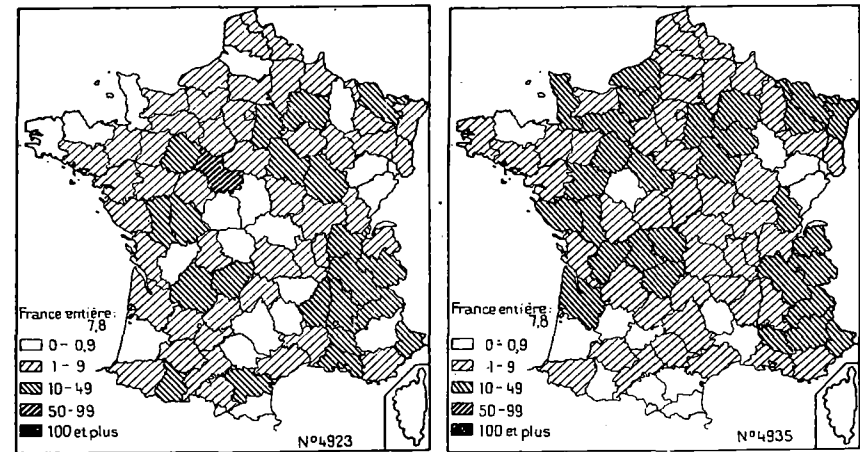 France entière:
7,8
0 - 0,9
1 - 9
10 - 49
50 - 99
100 et plus
N° 4923
France entière:
7,8
0 - 0,9
1 - 9
10 - 49
50 - 99
100 et plus
N° 4935